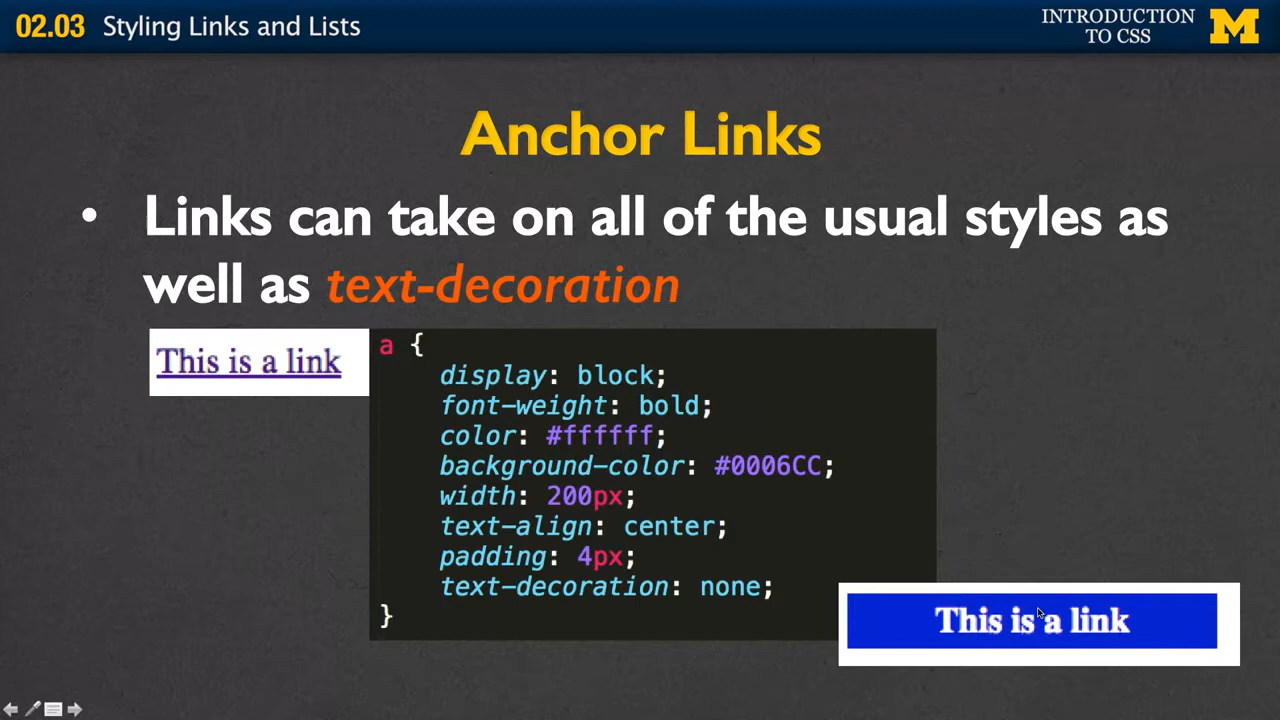 02.03 Styling Links and Lists
INTRODUCTION
TO CSS
M
Anchor Links
• Links can take on all of the usual styles as
well as text-decoration
This is a link
a {
display: block;
font-weight: bold;
color: #ffffff;
background-color: #0006CC;
width: 200px;
text-align: center;
padding: 4px;
text-decoration: none;
}
This is a link